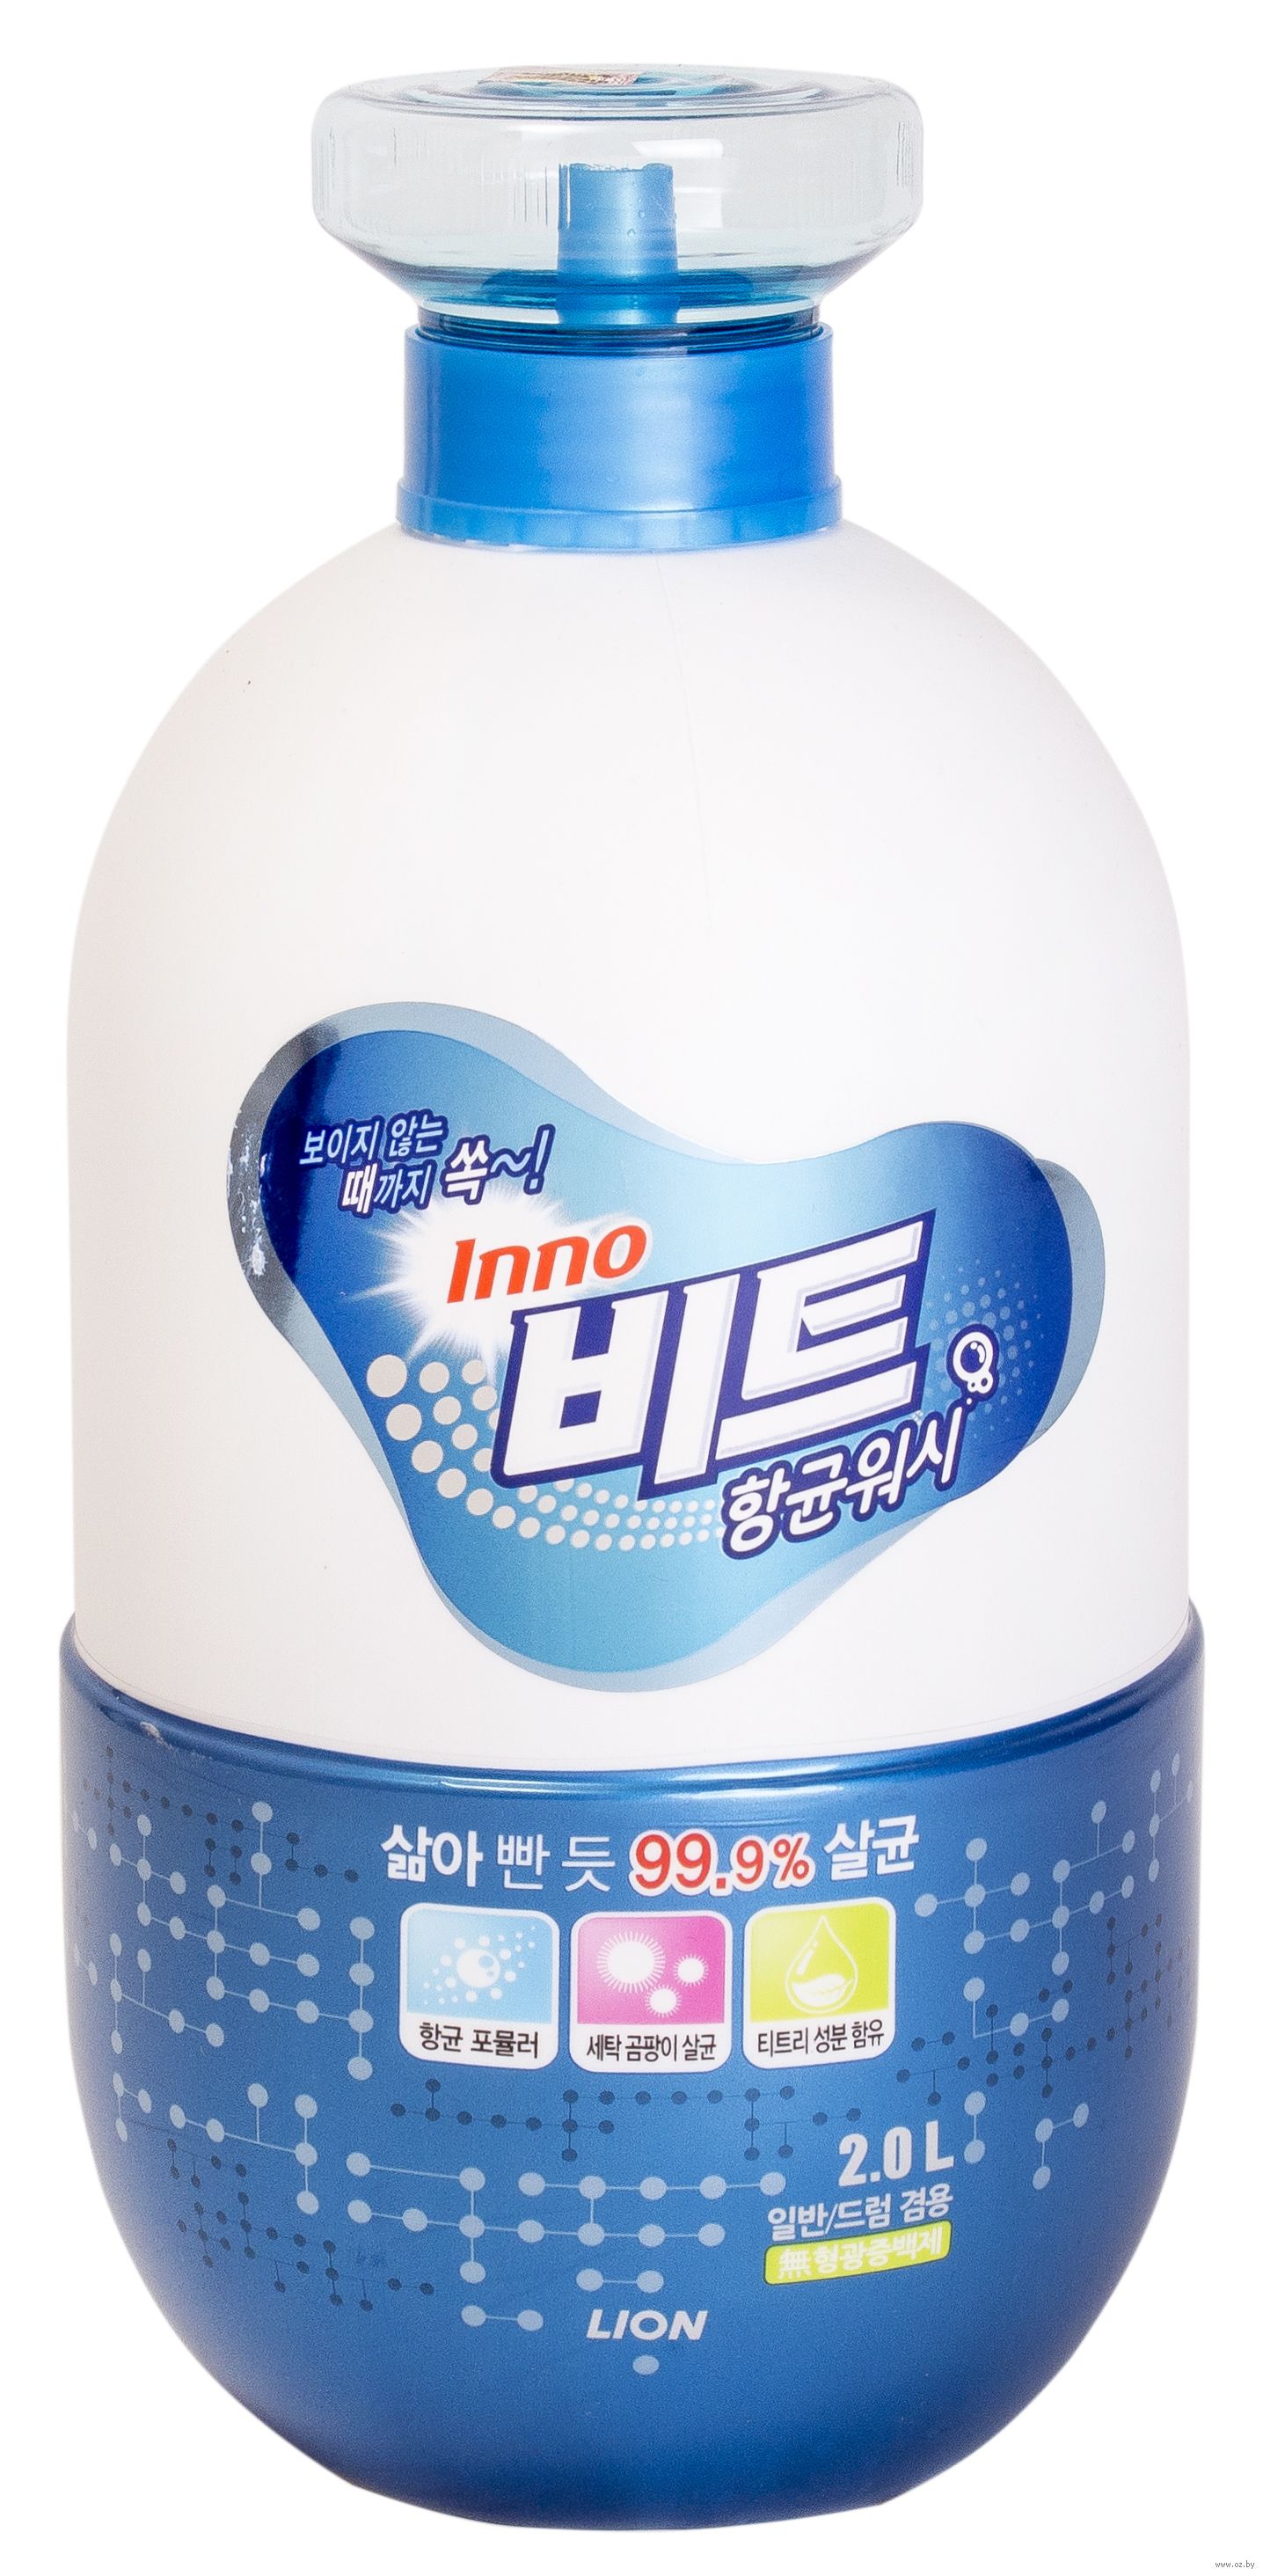 보이지 않는
때까지 쏙~!
Inno
비트
항균워시
삶아 빤 듯 99.9% 살균
항균 포뮬러
세탁 곰팡이 살균
티트리 성분 함유
2.0 L
일반/드럼 겸용
無형광증백제
LION
www.oz.by